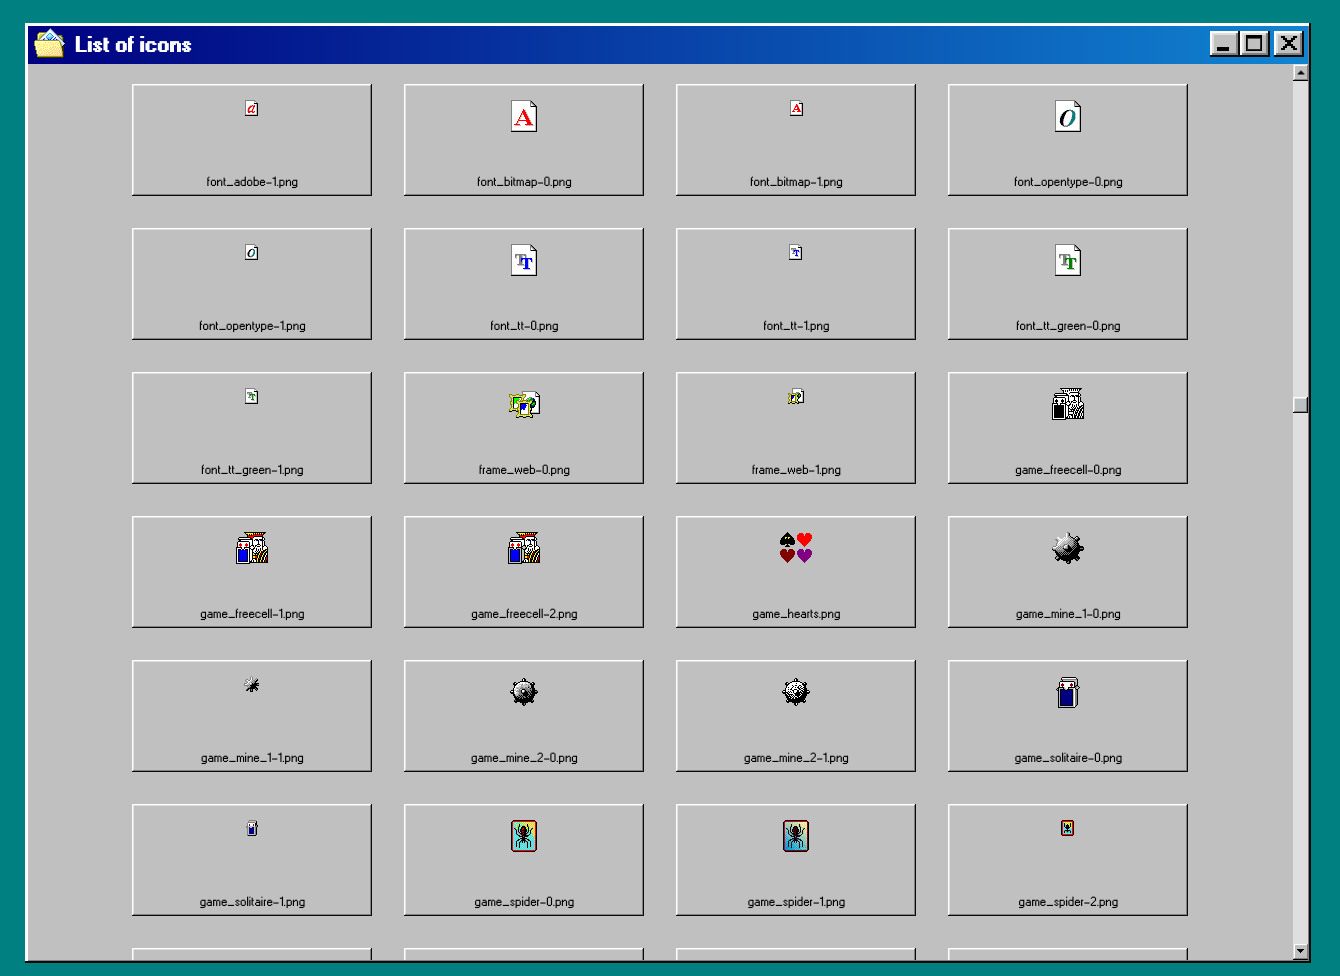 List of icons
font_adobe-1.png
font_bitmap-0.png
font_bitmap-1.png
font_opentype-0.png
font_opentype-1.png
font_tt-0.png
font_tt-1.png
font_tt_green-0.png
font_tt_green-1.png
frame_web-0.png
frame_web-1.png
game_freecell-0.png
game_freecell-1.png
game_freecell-2.png
game_hearts.png
game_mine_1-0.png
game_mine_1-1.png
game_mine_2-0.png
game_mine_2-1.png
game_solitaire-0.png
game_solitaire-1.png
game_spider-0.png
game_spider-1.png
game_spider-2.png